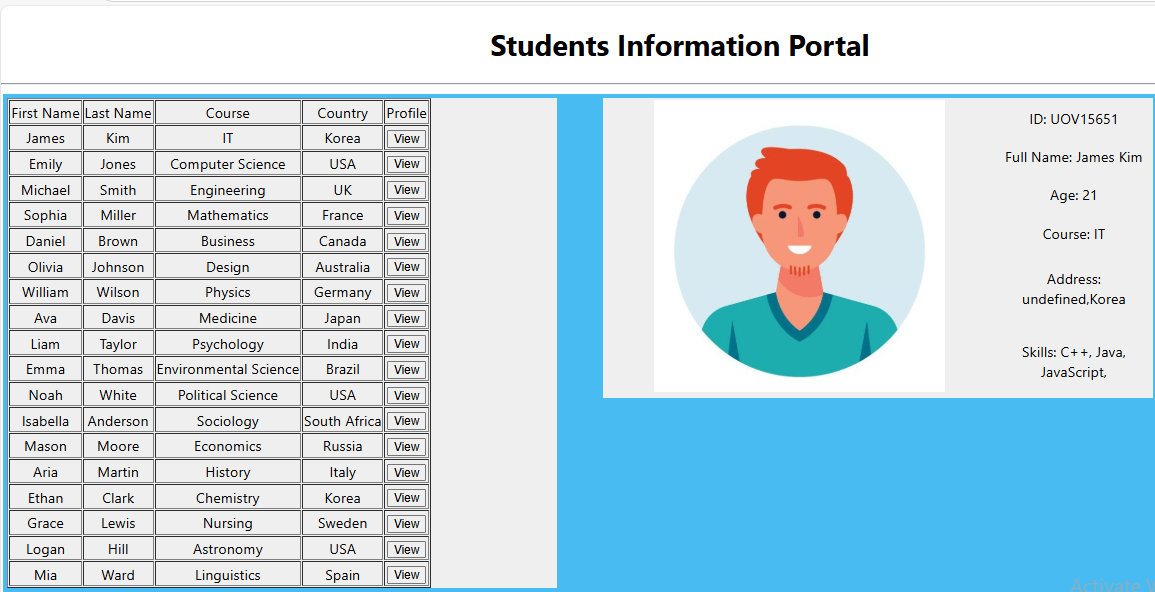 Students Information Portal
First Name Last Name Course Country Profile
James Kim IT Korea View
Emily Jones Computer Science USA View
Michael Smith Engineering UK View
Sophia Miller Mathematics France View
Daniel Brown Business Canada View
Olivia Johnson Design Australia View
William Wilson Physics Germany View
Ava Davis Medicine Japan View
Liam Taylor Psychology India View
Emma Thomas Environmental Science Brazil View
Noah White Political Science USA View
Isabella Anderson Sociology South Africa View
Mason Moore Economics Russia View
Aria Martin History Italy View
Ethan Clark Chemistry Korea View
Grace Lewis Nursing Sweden View
Logan Hill Astronomy USA View
Mia Ward Linguistics Spain View
ID: UOV15651
Full Name: James Kim
Age: 21
Course: IT
Address:
undefined,Korea
Skills: C++, Java,
JavaScript,
Activate